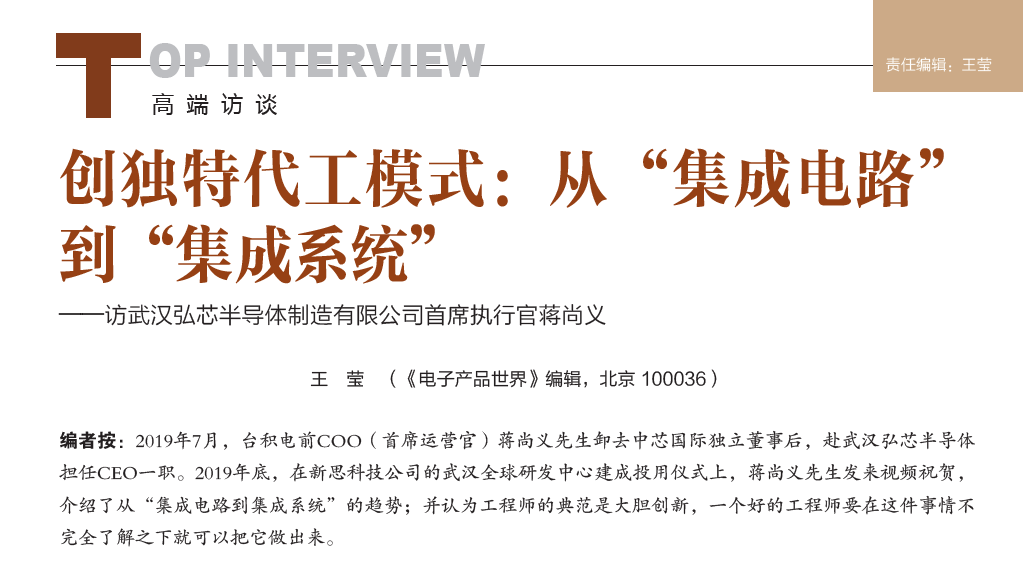 TOP INTERVIEW
责任编辑：王莹
高端访谈
创独特代工模式：从“集成电路”
到“集成系统”
——访武汉弘芯半导体制造有限公司首席执行官蒋尚义
王　莹　（《电子产品世界》编辑，北京 100036）
编者按：2019年7月，台积电前COO（首席运营官）蒋尚义先生卸去中芯国际独立董事后，赴武汉弘芯半导体
担任CEO一职。2019年底，在新思科技公司的武汉全球研发中心建成投用仪式上，蒋尚义先生发来视频祝贺，
介绍了从“集成电路到集成系统”的趋势；并认为工程师的典范是大胆创新，一个好的工程师要在这件事情不
完全了解之下就可以把它做出来。